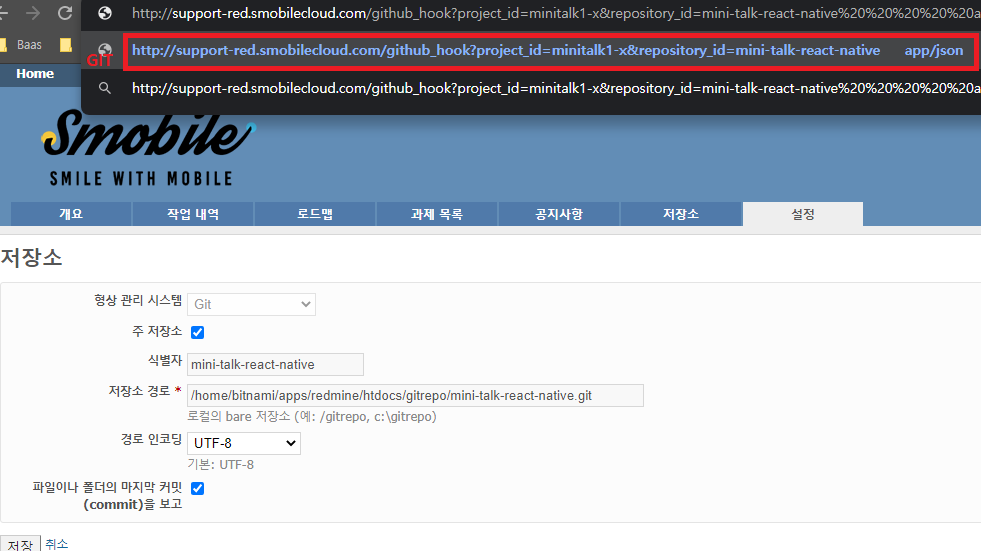 http://support-red.smobilecloud.com/github_hook?project_id=minitalk1-x&repository_id=mini-talk-react-native%20%20%20%20%20a
Baas
GIT
http://support-red.smobilecloud.com/github_hook?project_id=minitalk1-x&repository_id=mini-talk-react-native app/json
Home
http://support-red.smobilecloud.com/github_hook?project_id=minitalk1-x&repository_id=mini-talk-react-native%20%20%20%20%20a
Smobile
SMILE WITH MOBILE
개요 작업 내역 로드맵 과제 목록 공지사항 저장소 설정
저장소
형상 관리 시스템 Git
주 저장소
식별자 mini-talk-react-native
저장소 경로 * /home/bitnami/apps/redmine/htdocs/gitrepo/mini-talk-react-native.git
로컬의 bare 저장소 (예: /gitrepo, c:\gitrepo)
경로 인코딩 UTF-8
기본: UTF-8
파일이나 폴더의 마지막 커밋
(commit)을 보고
저장 취소